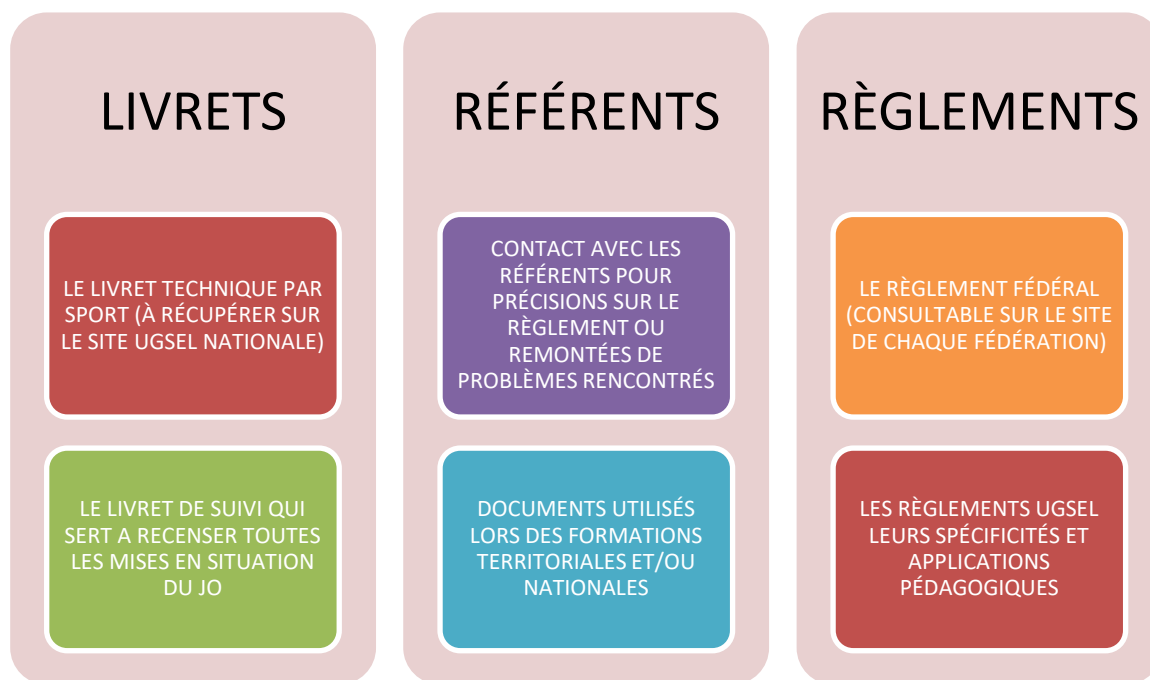 LIVRETS
LE LIVRET TECHNIQUE PAR
SPORT (À RÉCUPÉRER SUR
LE SITE UGSEL NATIONALE)
LE LIVRET DE SUIVI QUI
SERT A RECENSER TOUTES
LES MISES EN SITUATION
DU JO
RÉFÉRENTS
CONTACT AVEC LES
RÉFÉRENTS POUR
PRÉCISIONS SUR LE
RÈGLEMENT OU
REMONTÉES DE
PROBLÈMES RENCONTRÉS
DOCUMENTS UTILISÉS
LORS DES FORMATIONS
TERRITORIALES ET/OU
NATIONALES
RÈGLEMENTS
LE RÈGLEMENT FÉDÉRAL
(CONSULTABLE SUR LE SITE
DE CHAQUE FÉDÉRATION)
LES RÈGLEMENTS UGSEL
LEURS SPÉCIFICITÉS ET
APPLICATIONS
PÉDAGOGIQUES